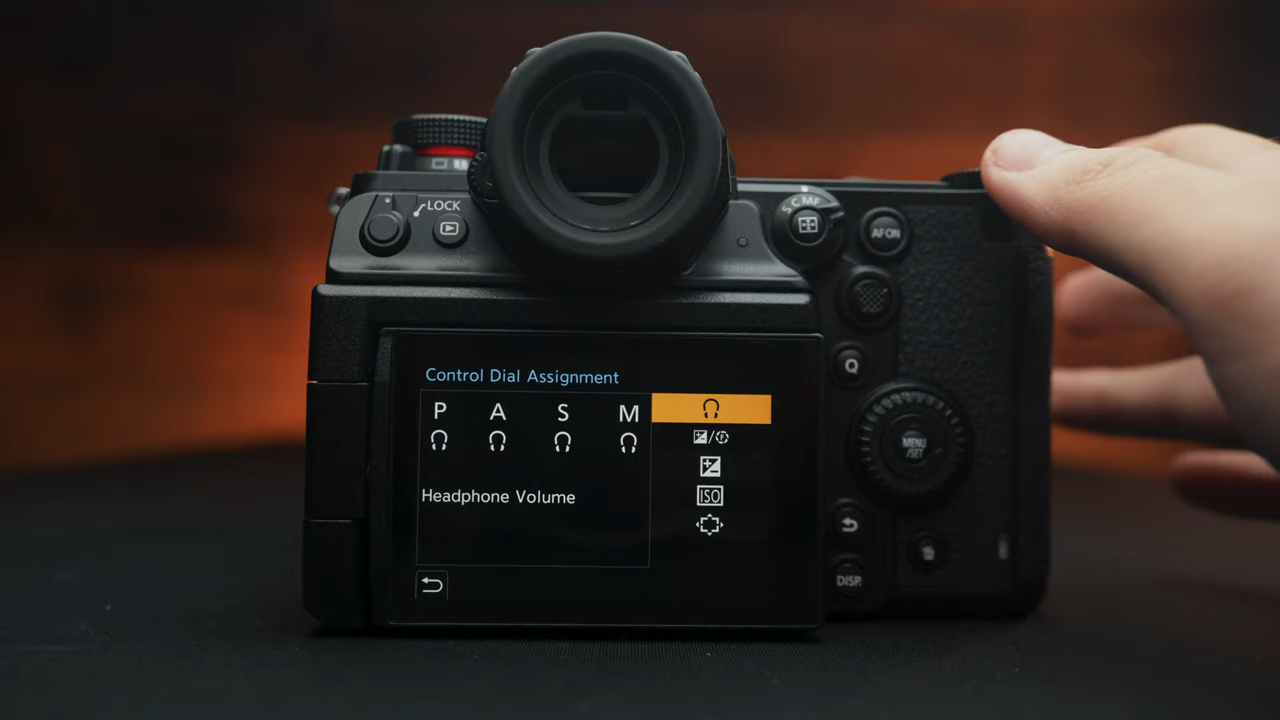 LOCK
S C MF
AF ON
Q
MENU
/SET
DISP.
Control Dial Assignment
P A S M
Headphone Volume
ISO